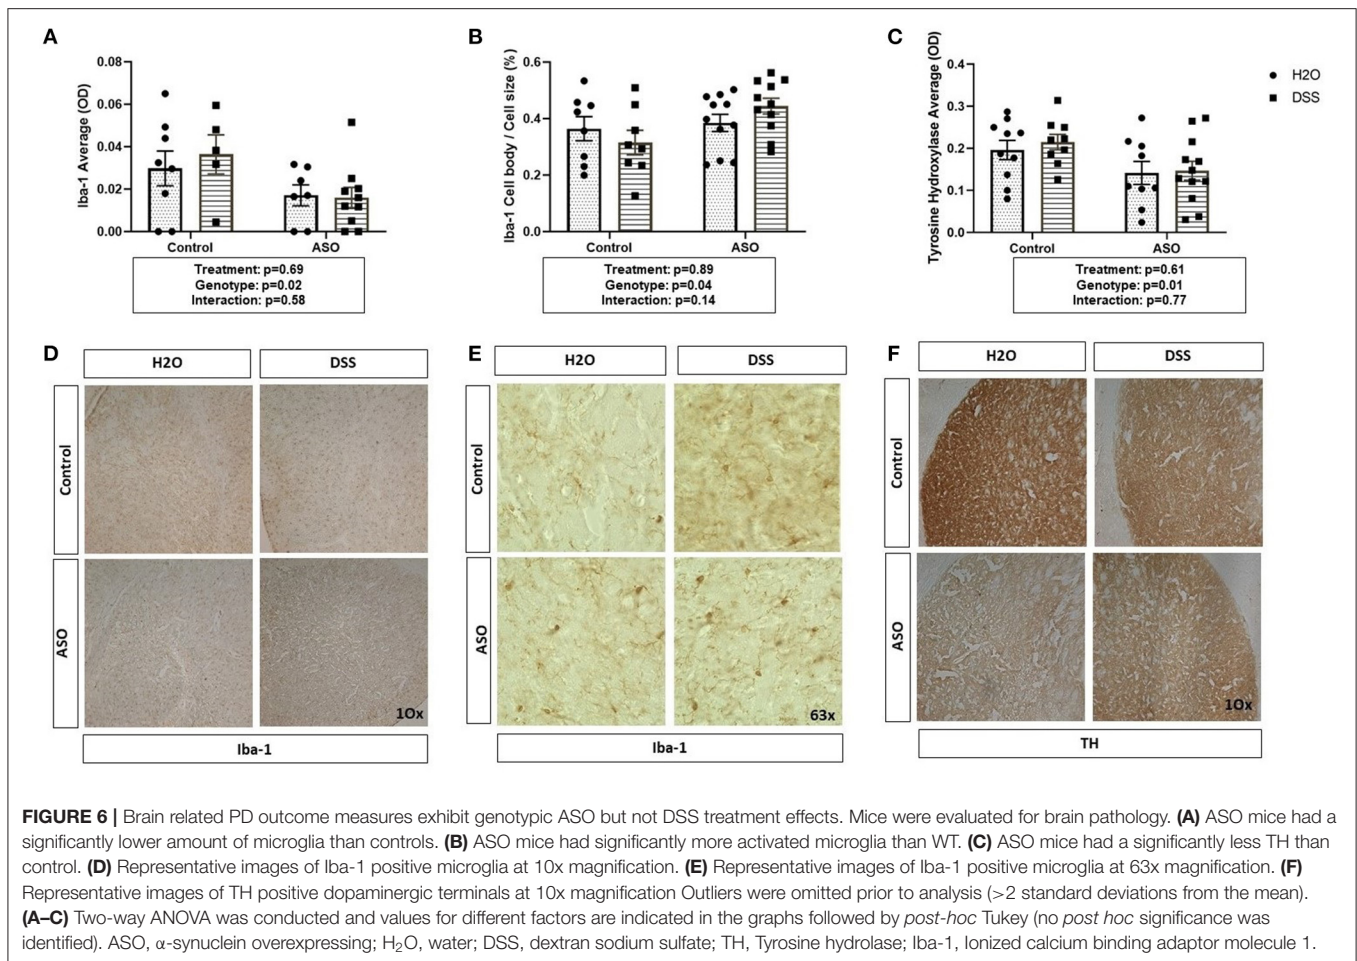 A
Iba-1 Average (OD)
0.08
0.06
0.04
0.02
0.00
Control
ASO
Treatment: p=0.69
Genotype: p=0.02
Interaction: p=0.58
B
Iba-1 Cell body / Cell size (%)
0.6
0.4
0.2
0.0
Control
ASO
Treatment: p=0.89
Genotype: p=0.04
Interaction: p=0.14
C
Tyrosine Hydroxylase Average (OD)
0.4
0.3
0.2
0.1
0.0
Control
ASO
Treatment: p=0.61
Genotype: p=0.01
Interaction: p=0.77
H2O
DSS
D
H2O
DSS
Control
ASO
10x
Iba-1
E
H2O
DSS
Control
ASO
63x
Iba-1
F
H2O
DSS
Control
ASO
10x
TH
FIGURE 6 | Brain related PD outcome measures exhibit genotypic ASO but not DSS treatment effects. Mice were evaluated for brain pathology. (A) ASO mice had a
significantly lower amount of microglia than controls. (B) ASO mice had significantly more activated microglia than WT. (C) ASO mice had a significantly less TH than
control. (D) Representative images of Iba-1 positive microglia at 10x magnification. (E) Representative images of Iba-1 positive microglia at 63x magnification. (F)
Representative images of TH positive dopaminergic terminals at 10x magnification Outliers were omitted prior to analysis (>2 standard deviations from the mean).
(A–C) Two-way ANOVA was conducted and values for different factors are indicated in the graphs followed by post-hoc Tukey (no post hoc significance was
identified). ASO, α-synuclein overexpressing; H₂O, water; DSS, dextran sodium sulfate; TH, Tyrosine hydrolase; Iba-1, Ionized calcium binding adaptor molecule 1.